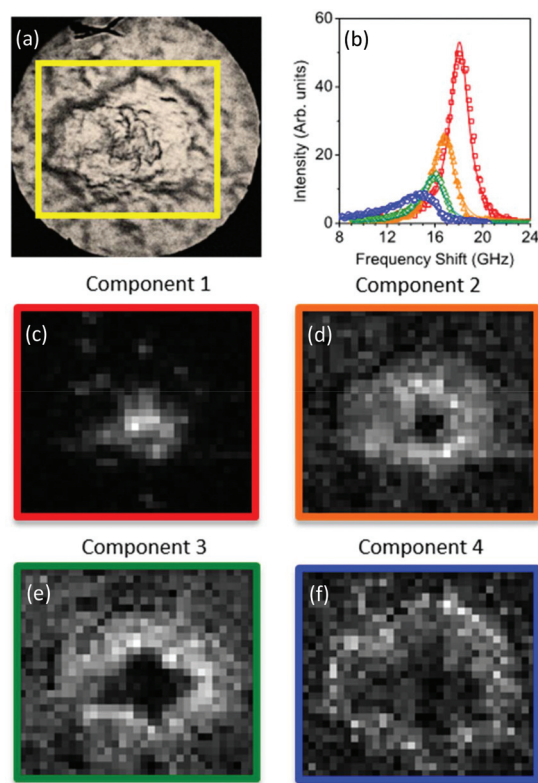 (a)
(b)
60
40
20
0
Intensity (Arb. units)
8 12 16 20 24
Frequency Shift (GHz)
Component 1
Component 2
(c)
(d)
Component 3
Component 4
(e)
(f)